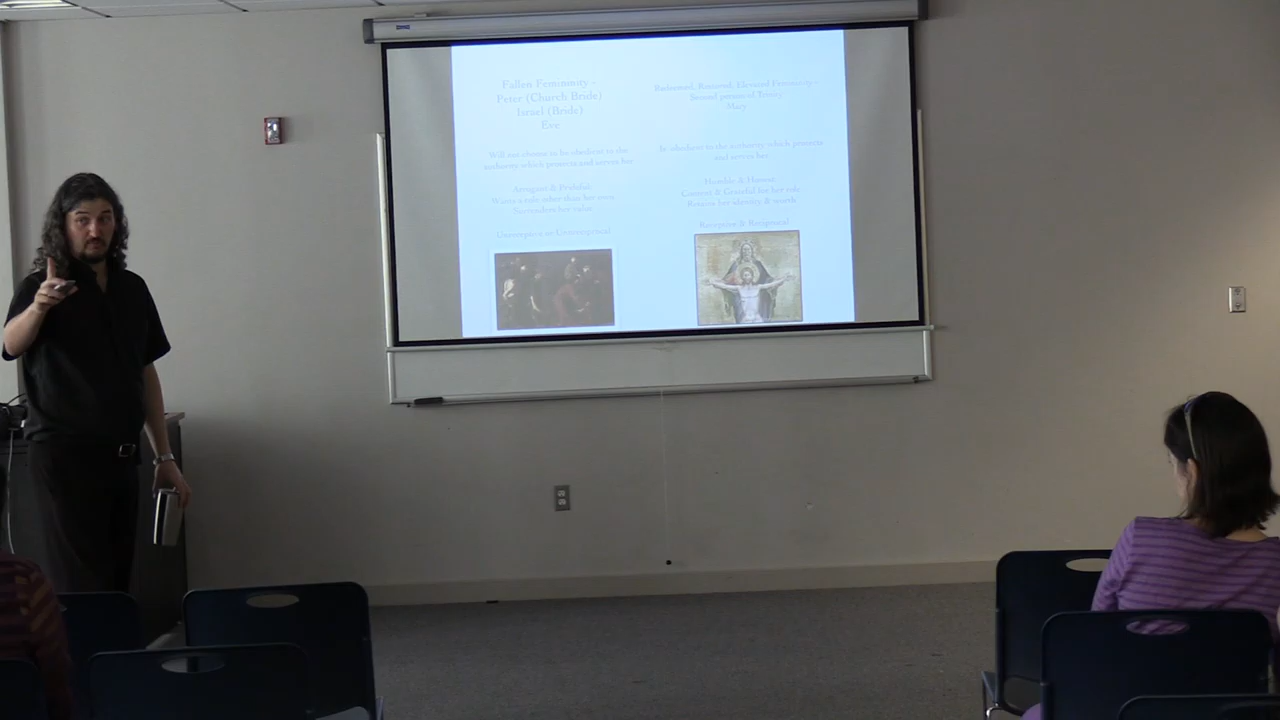 Fallen Femininity -
Peter (Church Bride)
Israel (Bride)
Eve
Will not choose to be obedient to the
authority which protects and serves her
Arrogant & Prideful
Wants a role other than her own
Surrenders her value
Redeemed, Restored, Elevated Femininity -
Second person of Trinity
-Mary
Is obedient to the authority which protects
and serves her
Humble & Honest
Content & Grateful for her role
Retains her identity & worth
Receptive & Reciprocal